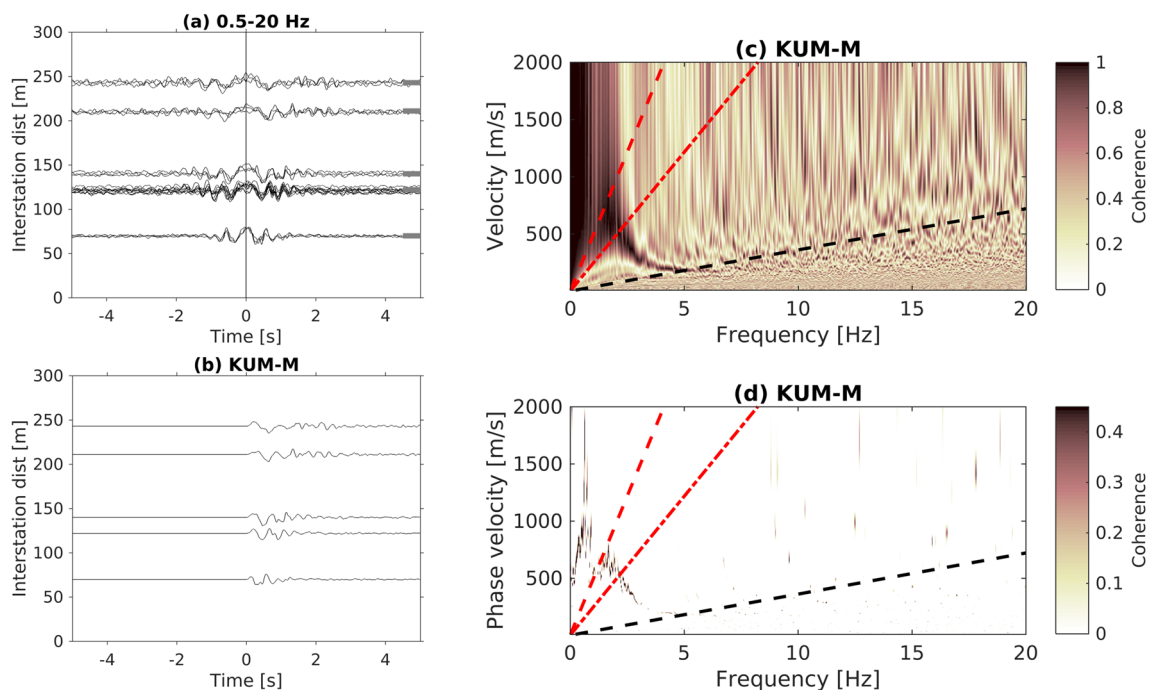 (a) 0.5-20 Hz
Interstation dist [m]
300
250
200
150
100
50
0
-4 -2 0 2 4
Time [s]
(b) KUM-M
Interstation dist [m]
300
250
200
150
100
50
0
-4 -2 0 2 4
Time [s]
(c) KUM-M
Velocity [m/s]
2000
1500
1000
500
0 5 10 15 20
Frequency [Hz]
1
0.8
0.6
0.4
0.2
0
Coherence
(d) KUM-M
Phase velocity [m/s]
2000
1500
1000
500
0 5 10 15 20
Frequency [Hz]
0.4
0.3
0.2
0.1
0
Coherence